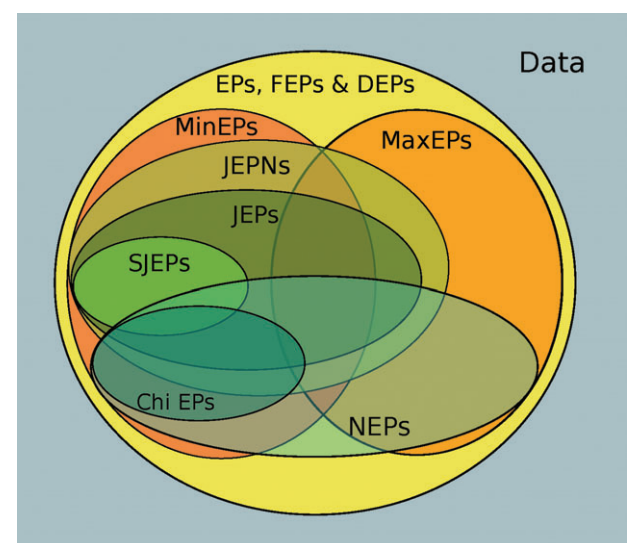 Data
EPs, FEPs & DEPs
MinEPs
MaxEPs
JEPNs
JEPs
SJEPs
Chi EPs
NEPs